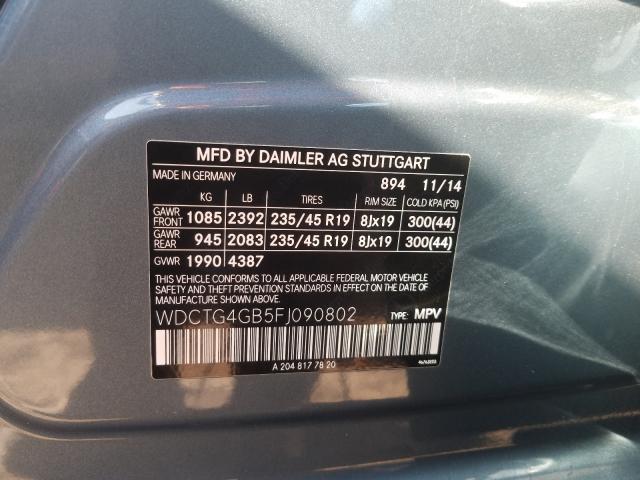 MFD BY DAIMLER AG STUTTGART
MADE IN GERMANY
894 11/14
KG LB TIRES RIM SIZE COLD KPA (PSI)
GAWR FRONT 1085 2392 235/45 R19 8Jx19 300(44)
GAWR REAR 945 2083 235/45 R19 8Jx19 300(44)
GVWR 1990 4387
THIS VEHICLE CONFORMS TO ALL APPLICABLE FEDERAL MOTOR VEHICLE
SAFETY AND THEFT PREVENTION STANDARDS IN EFFECT ON THE DATE OF
MANUFACTURE SHOWN ABOVE.
WDCTG4GB5FJ090802 TYPE: MPV
A 204 817 78 20